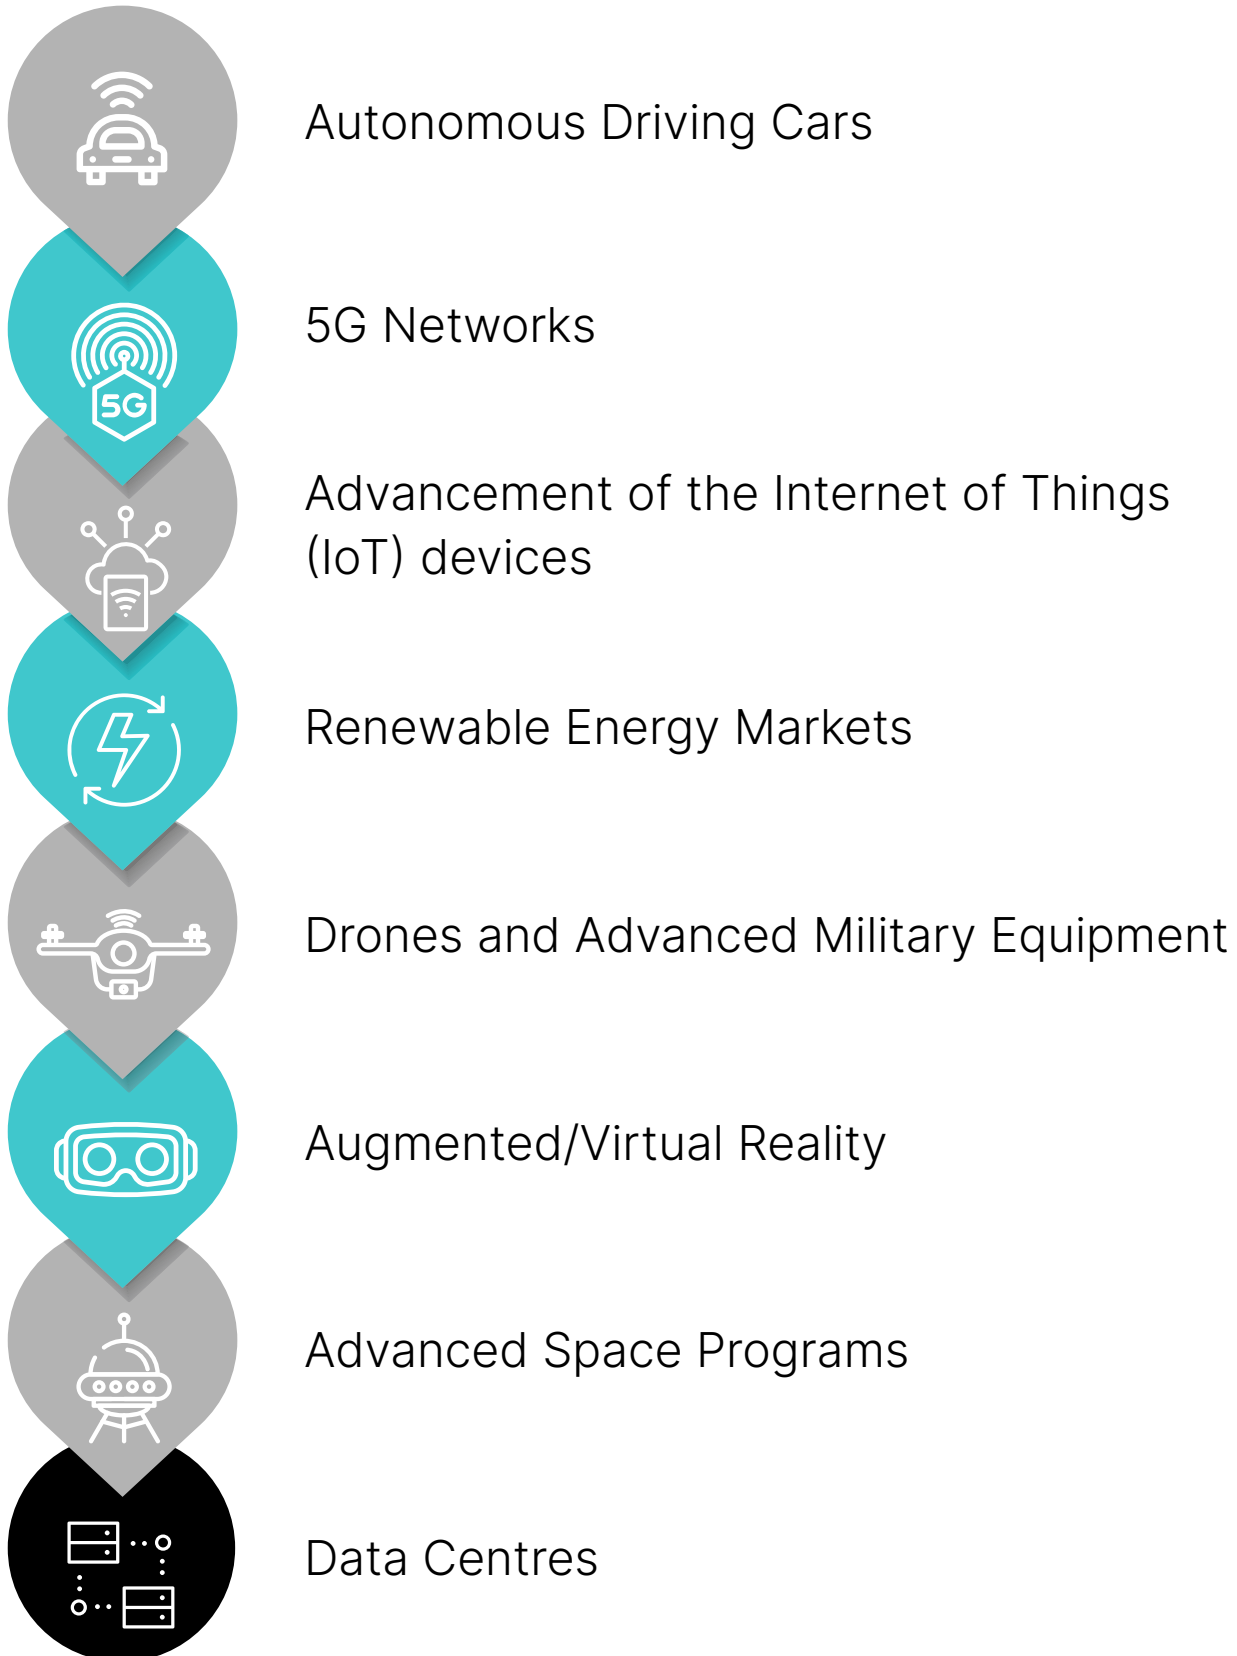 Autonomous Driving Cars
5G Networks
5G
Advancement of the Internet of Things
(IoT) devices
Renewable Energy Markets
Drones and Advanced Military Equipment
Augmented/Virtual Reality
Advanced Space Programs
Data Centres